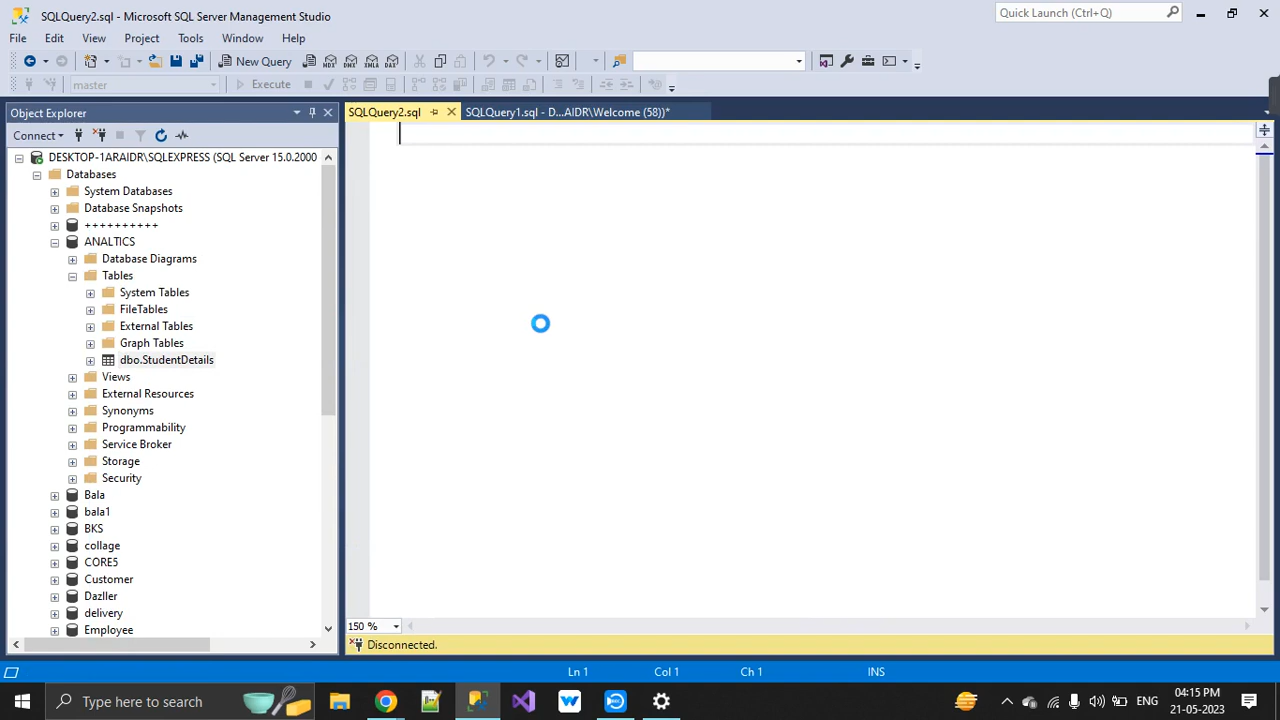 SQLQuery2.sql - Microsoft SQL Server Management Studio
Quick Launch (Ctrl+Q)
File Edit View Project Tools Window Help
New Query MDX DMX XMLA DAX
master Execute
Object Explorer
SQLQuery2.sql SQLQuery1.sql - D...AIDR\Welcome (58))*
Connect
DESKTOP-1ARAIDR\SQLEXPRESS (SQL Server 15.0.2000
Databases
System Databases
Database Snapshots
++++++++++
ANALTICS
Database Diagrams
Tables
System Tables
FileTables
External Tables
Graph Tables
dbo.StudentDetails
Views
External Resources
Synonyms
Programmability
Service Broker
Storage
Security
Bala
bala1
BKS
collage
CORE5
Customer
Dazller
delivery
Employee
150 %
Disconnected.
Ln 1 Col 1 Ch 1 INS
Type here to search
ENG
04:15 PM
21-05-2023